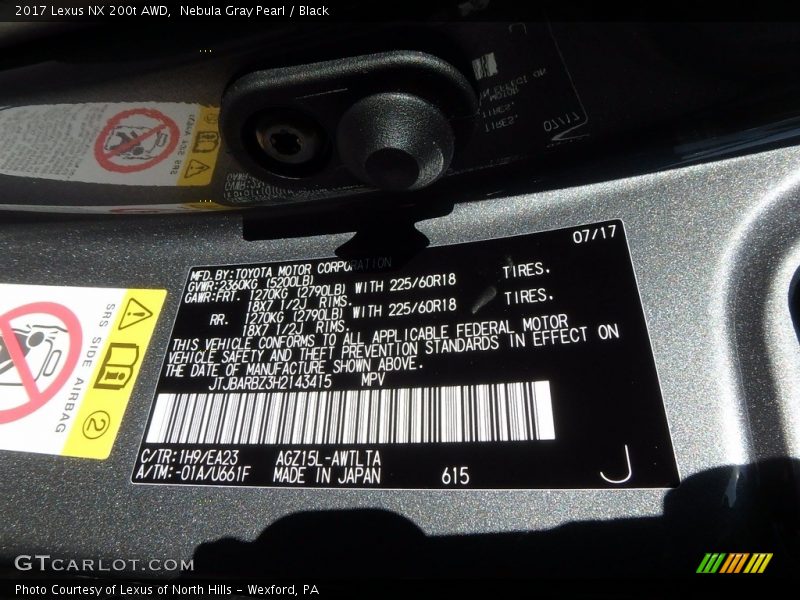 2017 Lexus NX 200t AWD,  Nebula Gray Pearl / Black
07/17
07/17
MFD.BY:TOYOTA MOTOR CORPORATION
GVWR:2360KG (5200LB)
GAWR:FRT. 1270KG (2790LB) WITH 225/60R18 TIRES.
18X7 1/2J RIMS.
RR. 1270KG (2790LB) WITH 225/60R18 TIRES.
18X7 1/2J RIMS.
THIS VEHICLE CONFORMS TO ALL APPLICABLE FEDERAL MOTOR
VEHICLE SAFETY AND THEFT PREVENTION STANDARDS IN EFFECT ON
THE DATE OF MANUFACTURE SHOWN ABOVE.
JTJBARBZ3H2143415 MPV
C/TR:1H9/EA23 AGZ15L-AWTLTA
A/TM:-01A/U661F MADE IN JAPAN 615
J
SRS SIDE AIRBAG
2
GTCARLOT.COM
Photo Courtesy of Lexus of North Hills – Wexford, PA